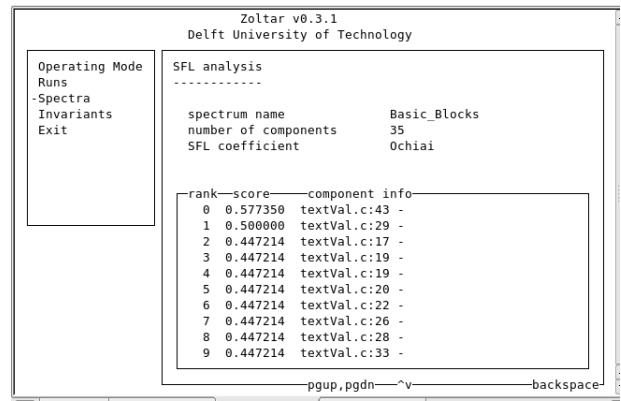 Zoltar v0.3.1
Delft University of Technology
Operating Mode
Runs
-Spectra
Invariants
Exit
SFL analysis
------------
spectrum name Basic_Blocks
number of components 35
SFL coefficient Ochiai
rank score component info
0 0.577350 textVal.c:43 -
1 0.500000 textVal.c:29 -
2 0.447214 textVal.c:17 -
3 0.447214 textVal.c:19 -
4 0.447214 textVal.c:19 -
5 0.447214 textVal.c:20 -
6 0.447214 textVal.c:22 -
7 0.447214 textVal.c:26 -
8 0.447214 textVal.c:28 -
9 0.447214 textVal.c:33 -
pgup,pgdn ^v backspace